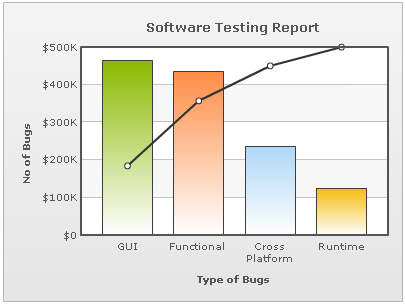 Software Testing Report
No of Bugs
$500K
$400K
$300K
$200K
$100K
$0
GUI
Functional
Cross
Platform
Runtime
Type of Bugs